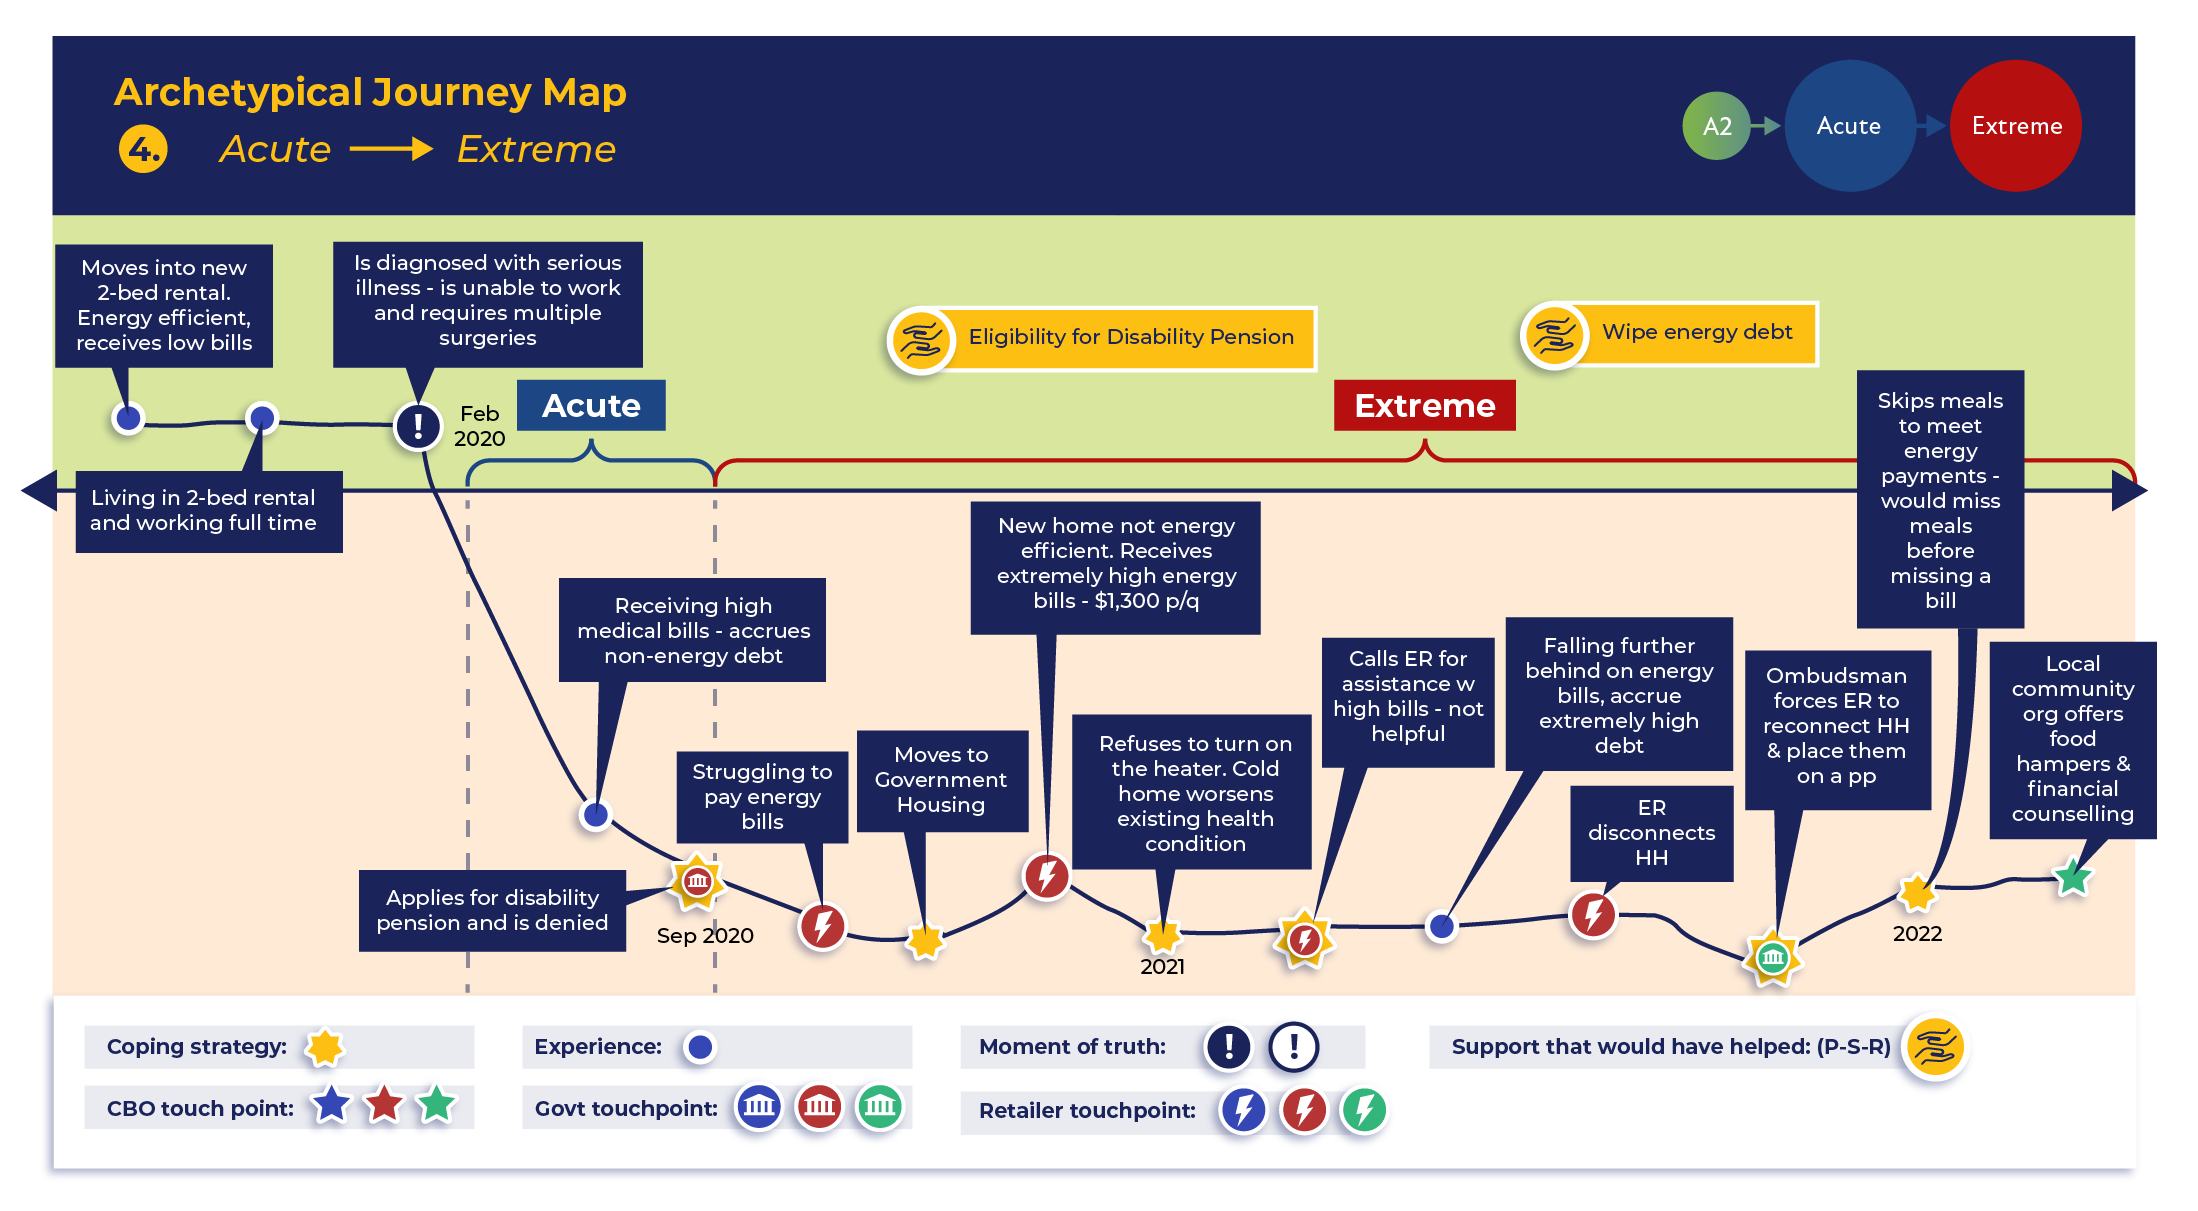 Archetypical Journey Map
4. Acute Extreme
A2
Acute
Extreme
Moves into new
2-bed rental.
Energy efficient,
receives low bills
Is diagnosed with serious
illness - is unable to work
and requires multiple
surgeries
Eligibility for Disability Pension
Wipe energy debt
Feb
2020
Acute
Extreme
Living in 2-bed rental
and working full time
Receiving high
medical bills - accrues
non-energy debt
Applies for disability
pension and is denied
Sep 2020
Struggling to
pay energy
bills
Moves to
Government
Housing
New home not energy
efficient. Receives
extremely high energy
bills - $1,300 p/q
Refuses to turn on
the heater. Cold
home worsens
existing health
condition
2021
Calls ER for
assistance w
high bills - not
helpful
Falling further
behind on energy
bills, accrue
extremely high
debt
ER
disconnects
HH
Ombudsman
forces ER to
reconnect HH
& place them
on a pp
Skips meals
to meet
energy
payments -
would miss
meals
before
missing a
bill
2022
Local
community
org offers
food
hampers &
financial
counselling
Coping strategy:
Experience:
Moment of truth:
Support that would have helped: (P-S-R)
CBO touch point:
Govt touchpoint:
Retailer touchpoint: